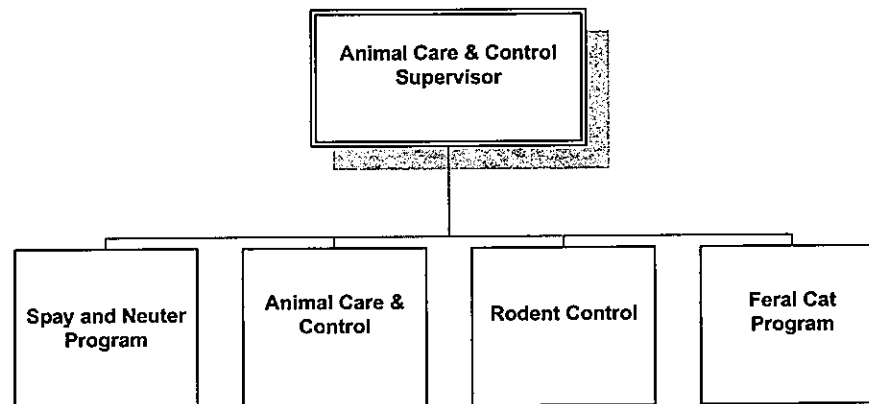 Animal Care & Control
Supervisor
Spay and Neuter
Program
Animal Care &
Control
Rodent Control
Feral Cat
Program